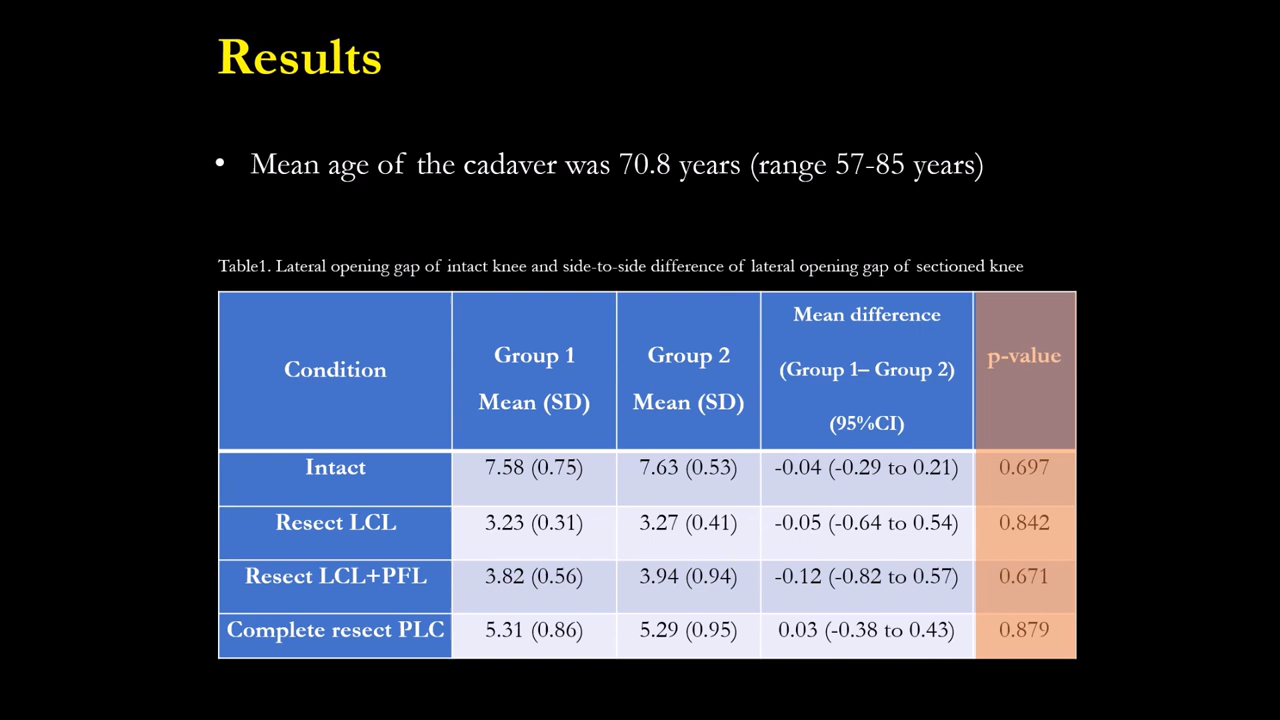 Results
• Mean age of the cadaver was 70.8 years (range 57-85 years)
Table1. Lateral opening gap of intact knee and side-to-side difference of lateral opening gap of sectioned knee
Condition
Group 1
Mean (SD)
Group 2
Mean (SD)
Mean difference
(Group 1– Group 2)
(95%CI)
p-value
Intact 7.58 (0.75) 7.63 (0.53) -0.04 (-0.29 to 0.21) 0.697
Resect LCL 3.23 (0.31) 3.27 (0.41) -0.05 (-0.64 to 0.54) 0.842
Resect LCL+PFL 3.82 (0.56) 3.94 (0.94) -0.12 (-0.82 to 0.57) 0.671
Complete resect PLC 5.31 (0.86) 5.29 (0.95) 0.03 (-0.38 to 0.43) 0.879